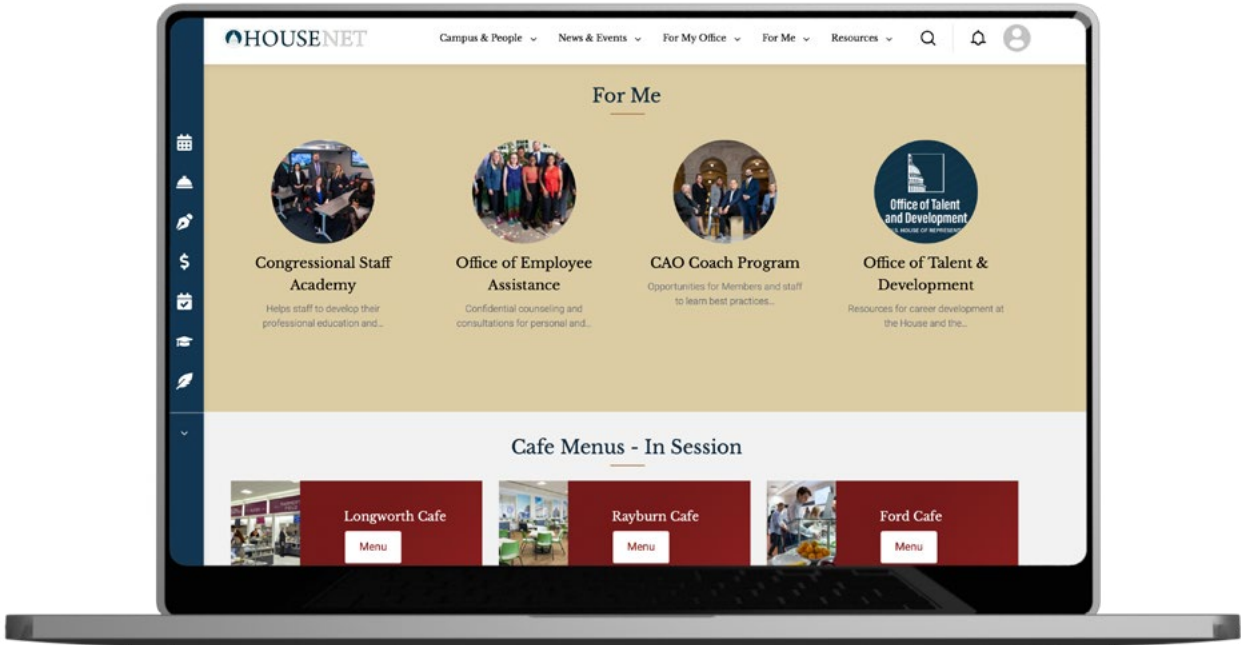 HOUSENET
Campus & People
News & Events
For My Office
For Me
Resources
For Me
Office of Talent
and Development
U.S. HOUSE OF REPRESENT
Congressional Staff
Academy
Helps staff to develop their
professional education and...
Office of Employee
Assistance
Confidential counseling and
consultations for personal and...
CAO Coach Program
Opportunities for Members and staff
to learn best practices...
Office of Talent &
Development
Resources for career development at
the House and the...
Cafe Menus - In Session
Longworth Cafe
Menu
Rayburn Cafe
Menu
Ford Cafe
Menu